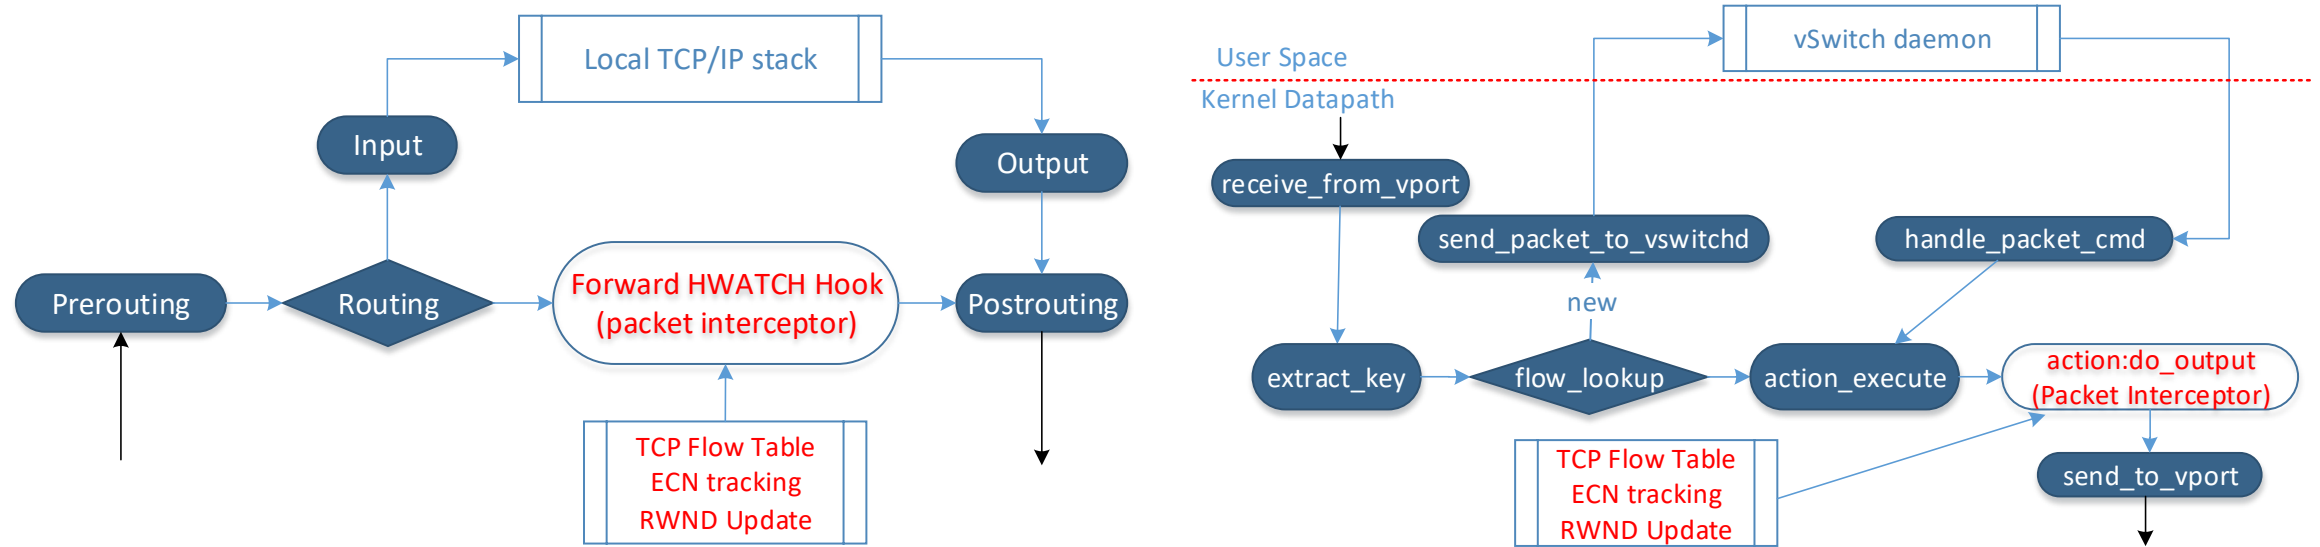 Local TCP/IP stack
Input
Output
Prerouting
Routing
Forward HWATCH Hook
(packet interceptor)
Postrouting
TCP Flow Table
ECN tracking
RWND Update
vSwitch daemon
User Space
Kernel Datapath
receive_from_vport
send_packet_to_vswitchd
handle_packet_cmd
new
extract_key
flow_lookup
action_execute
action:do_output
(Packet Interceptor)
TCP Flow Table
ECN tracking
RWND Update
send_to_vport